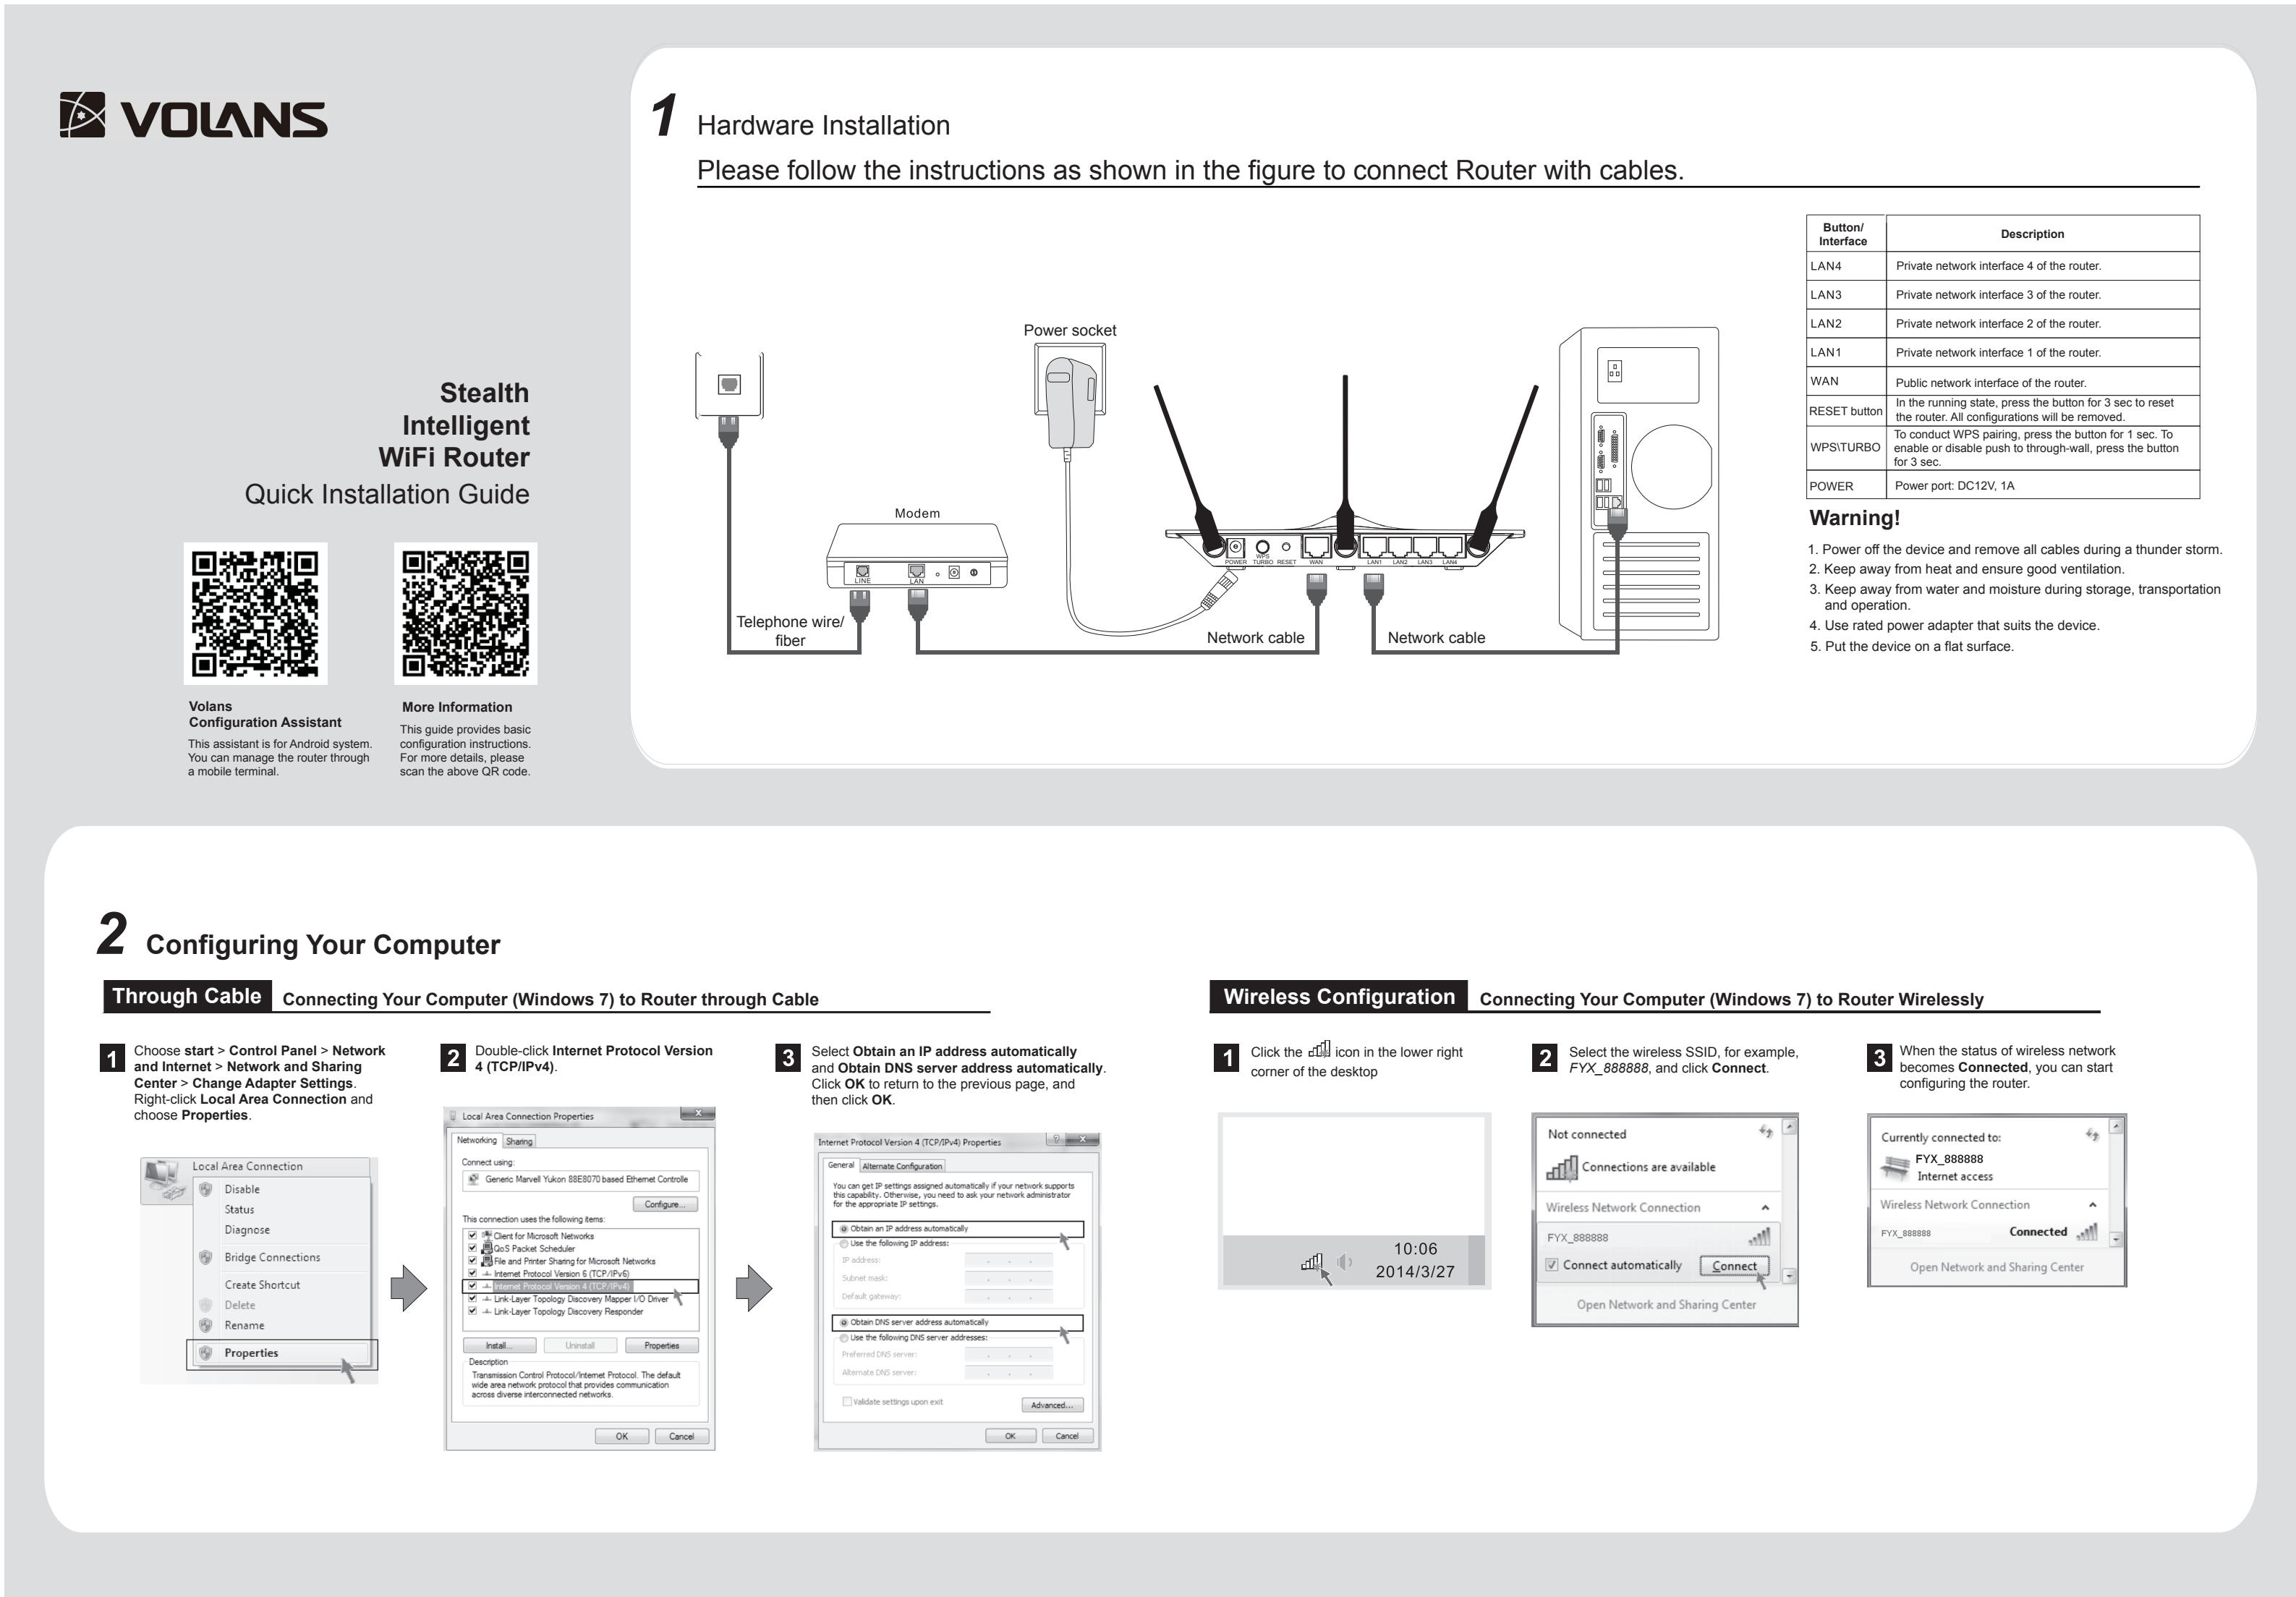 VOLANS
Stealth
Intelligent
WiFi Router
Quick Installation Guide
Volans
Configuration Assistant
This assistant is for Android system.
You can manage the router through
a mobile terminal.
More Information
This guide provides basic
configuration instructions.
For more details, please
scan the above QR code.
1 Hardware Installation
Please follow the instructions as shown in the figure to connect Router with cables.
Power socket
Modem
LINE
LAN
Telephone wire/
fiber
POWER
WPS
TURBO
RESET
WAN
LAN1
LAN2
LAN3
LAN4
Network cable
Network cable
Button/
Interface
Description
LAN4
Private network interface 4 of the router.
LAN3
Private network interface 3 of the router.
LAN2
Private network interface 2 of the router.
LAN1
Private network interface 1 of the router.
WAN
Public network interface of the router.
RESET button
In the running state, press the button for 3 sec to reset
the router. All configurations will be removed.
WPS\TURBO
To conduct WPS pairing, press the button for 1 sec. To
enable or disable push to through-wall, press the button
for 3 sec.
POWER
Power port: DC12V, 1A
Warning!
1. Power off the device and remove all cables during a thunder storm.
2. Keep away from heat and ensure good ventilation.
3. Keep away from water and moisture during storage, transportation
and operation.
4. Use rated power adapter that suits the device.
5. Put the device on a flat surface.
2 Configuring Your Computer
Through Cable Connecting Your Computer (Windows 7) to Router through Cable
1 Choose start > Control Panel > Network
and Internet > Network and Sharing
Center > Change Adapter Settings.
Right-click Local Area Connection and
choose Properties.
Local Area Connection
Disable
Status
Diagnose
Bridge Connections
Create Shortcut
Delete
Rename
Properties
2 Double-click Internet Protocol Version
4 (TCP/IPv4).
Local Area Connection Properties
Networking Sharing
Connect using:
Generic Marvell Yukon 88E8070 based Ethernet Controlle
Configure...
This connection uses the following items:
Client for Microsoft Networks
QoS Packet Scheduler
File and Printer Sharing for Microsoft Networks
Internet Protocol Version 6 (TCP/IPv6)
Internet Protocol Version 4 (TCP/IPv4)
Link-Layer Topology Discovery Mapper I/O Driver
Link-Layer Topology Discovery Responder
Install... Uninstall Properties
Description
Transmission Control Protocol/Internet Protocol. The default
wide area network protocol that provides communication
across diverse interconnected networks.
OK Cancel
3 Select Obtain an IP address automatically
and Obtain DNS server address automatically.
Click OK to return to the previous page, and
then click OK.
Internet Protocol Version 4 (TCP/IPv4) Properties
General Alternate Configuration
You can get IP settings assigned automatically if your network supports
this capability. Otherwise, you need to ask your network administrator
for the appropriate IP settings.
Obtain an IP address automatically
Use the following IP address:
IP address:
Subnet mask:
Default gateway:
Obtain DNS server address automatically
Use the following DNS server addresses:
Preferred DNS server:
Alternate DNS server:
Validate settings upon exit
Advanced...
OK Cancel
Wireless Configuration Connecting Your Computer (Windows 7) to Router Wirelessly
1 Click the icon in the lower right
corner of the desktop
10:06
2014/3/27
2 Select the wireless SSID, for example,
FYX_888888, and click Connect.
Not connected
Connections are available
Wireless Network Connection
FYX_888888
Connect automatically Connect
Open Network and Sharing Center
3 When the status of wireless network
becomes Connected, you can start
configuring the router.
Currently connected to:
FYX_888888
Internet access
Wireless Network Connection
FYX_888888 Connected
Open Network and Sharing Center